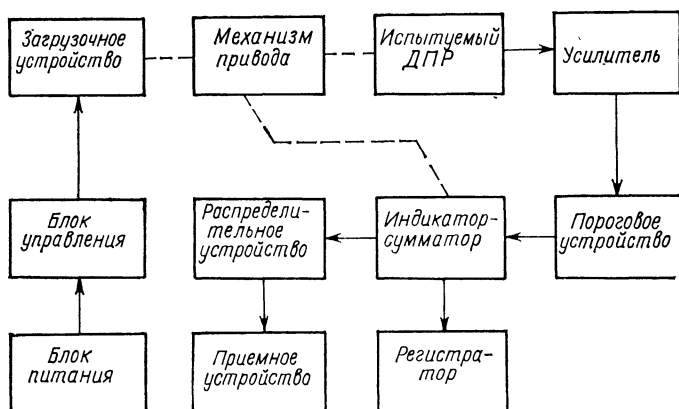 Загрузочное
устройство
Механизм
привода
Испытуемый
ДПР
Усилитель
Блок
управления
Распредели-
тельное
устройство
Индикатор-
сумматор
Пороговое
устройство
Блок
питания
Приемное
устройство
Регистра-
тор